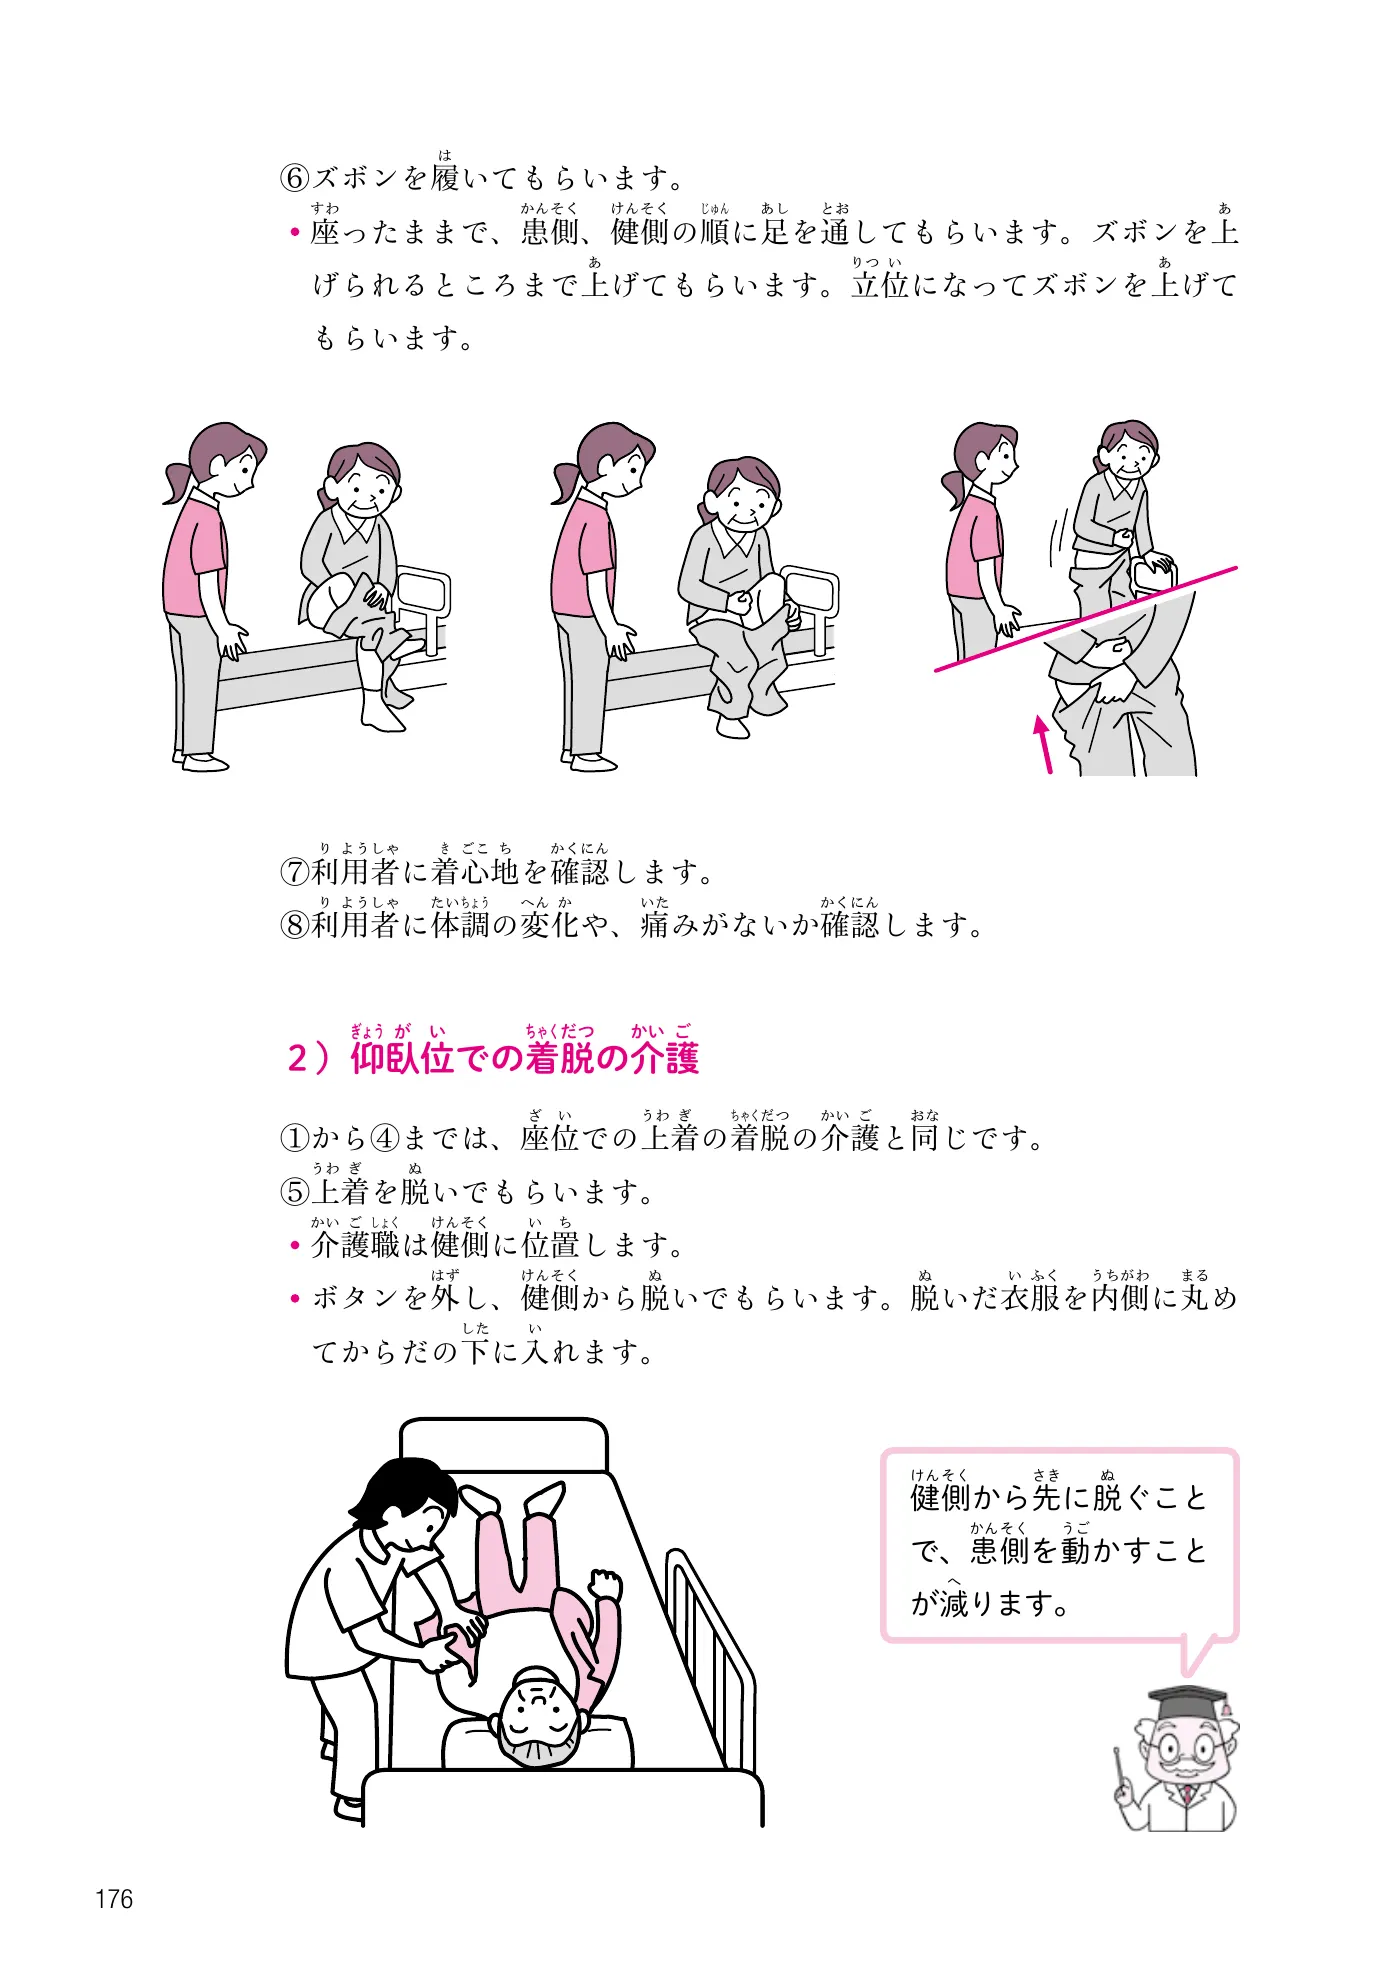 ⑥ズボンを履いてもらいます。
• 座ったままで、患側、健側の順に足を通してもらいます。ズボンを上
げられるところまで上げてもらいます。立位になってズボンを上げて
もらいます。
⑦利用者に着心地を確認します。
⑧利用者に体調の変化や、痛みがないか確認します。
2）仰臥位での着脱の介護
①から④までは、座位での上着の着脱の介護と同じです。
⑤上着を脱いでもらいます。
• 介護職は健側に位置します。
• ボタンを外し、健側から脱いでもらいます。脱いだ衣服を内側に丸め
てからだの下に入れます。
健側から先に脱ぐこと
で、患側を動かすこと
が減ります。
176